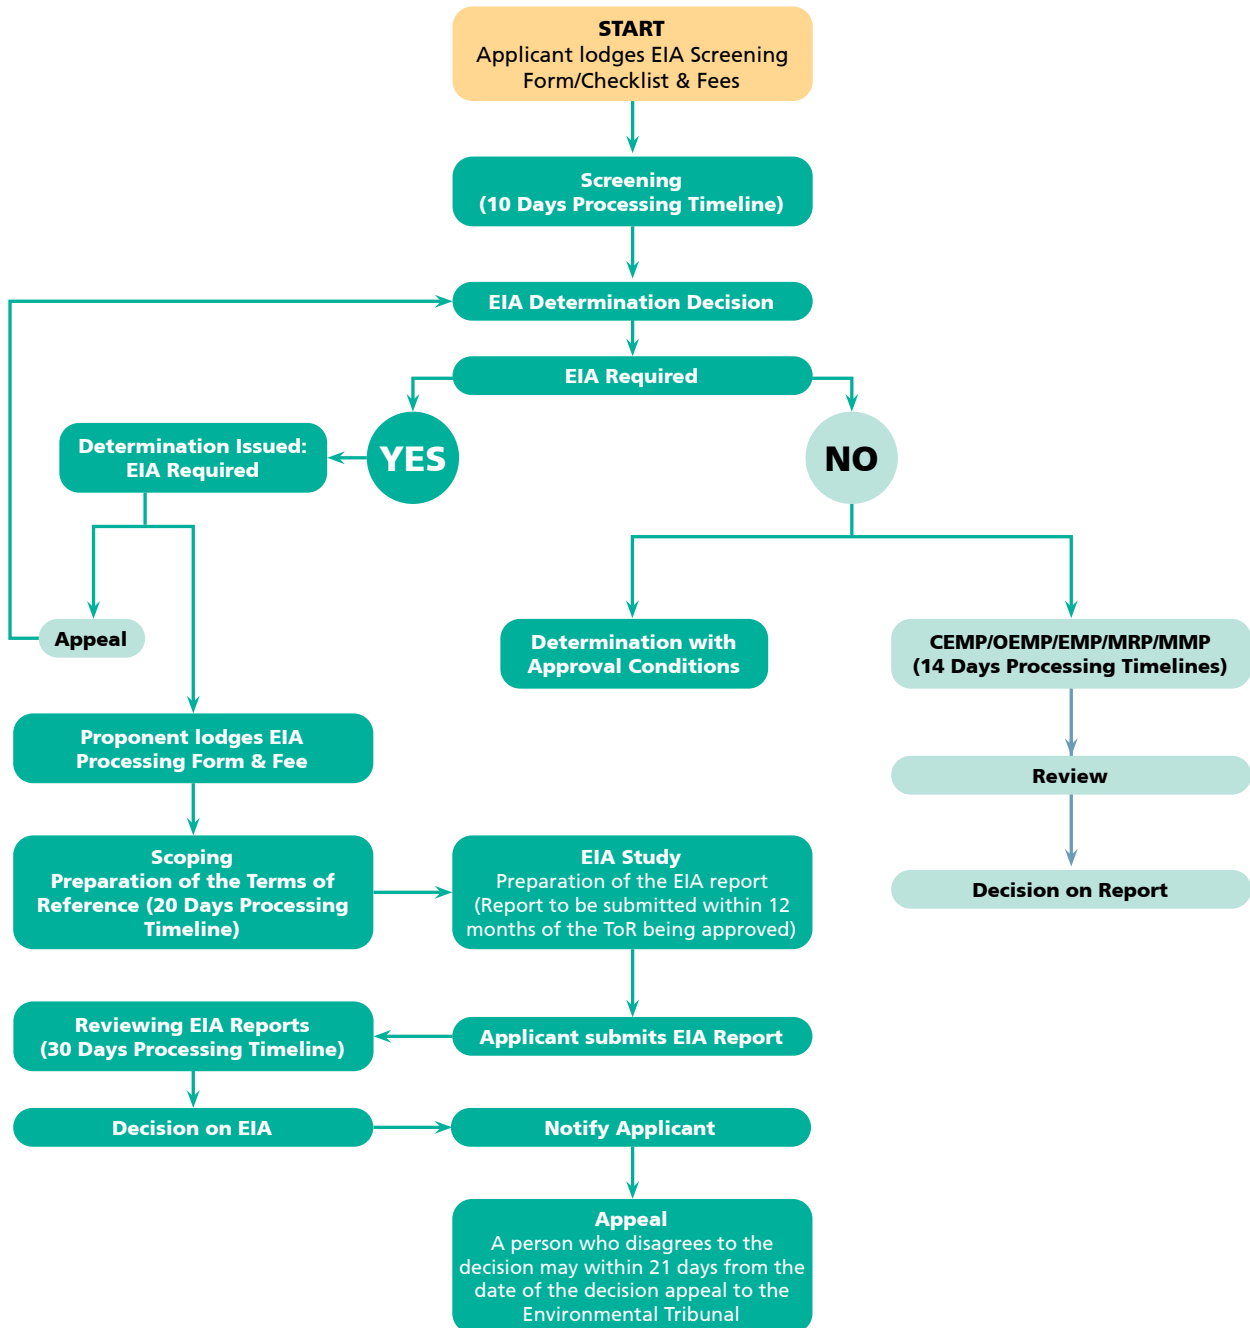 START
Applicant lodges EIA Screening
Form/Checklist & Fees
Screening
(10 Days Processing Timeline)
EIA Determination Decision
EIA Required
YES
NO
Determination Issued:
EIA Required
Appeal
Determination with
Approval Conditions
CEMP/OEMP/EMP/MRP/MMP
(14 Days Processing Timelines)
Proponent lodges EIA
Processing Form & Fee
Review
Scoping
Preparation of the Terms of
Reference (20 Days Processing
Timeline)
EIA Study
Preparation of the EIA report
(Report to be submitted within 12
months of the ToR being approved)
Decision on Report
Reviewing EIA Reports
(30 Days Processing Timeline)
Applicant submits EIA Report
Decision on EIA
Notify Applicant
Appeal
A person who disagrees to the
decision may within 21 days from the
date of the decision appeal to the
Environmental Tribunal